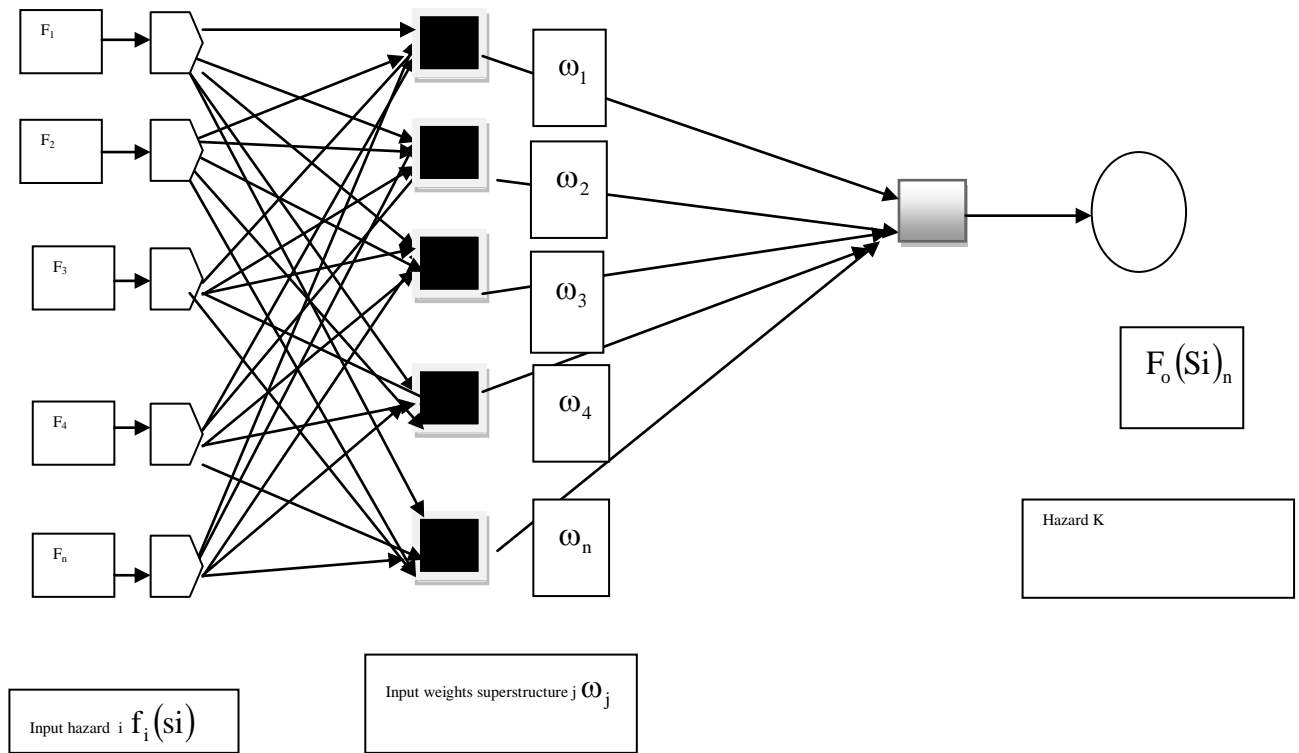 F₁
F₂
F₃
F₄
Fₙ
ω₁
ω₂
ω₃
ω₄
ωₙ
Fₒ(Si)ₙ
Hazard K
Input weights superstructure j ωⱼ
Input hazard i fᵢ(si)